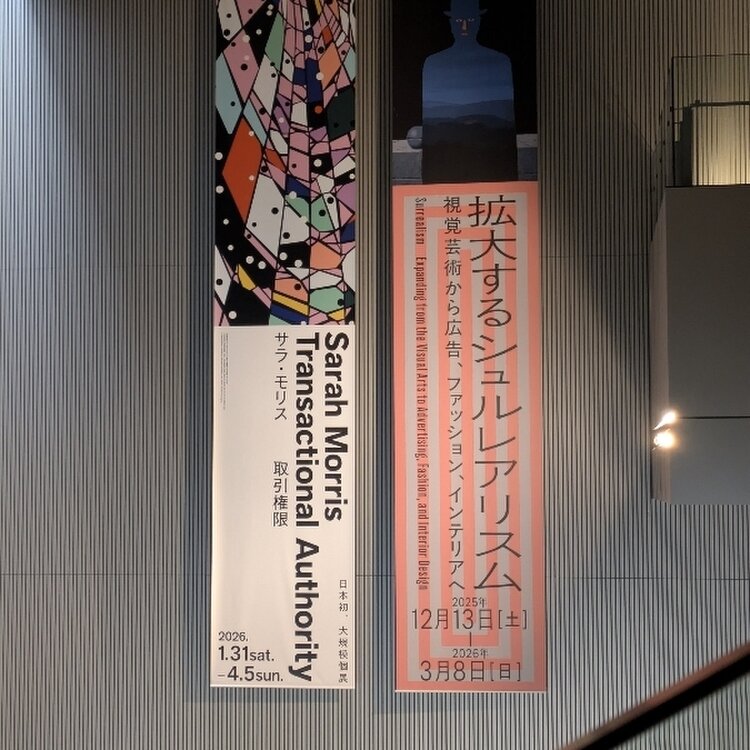 Sarah Morris
Transactional Authority
サラ・モリス　取引権限
日本初、大規模個展
2026.
1.31sat.
–4.5sun.
拡大するシュルレアリスム
視覚芸術から広告、ファッション、インテリアへ
Surrealism Expanding from the Visual Arts to Advertising, Fashion, and Interior Design
2025年
12月13日[土]
2026年
3月8日[日]